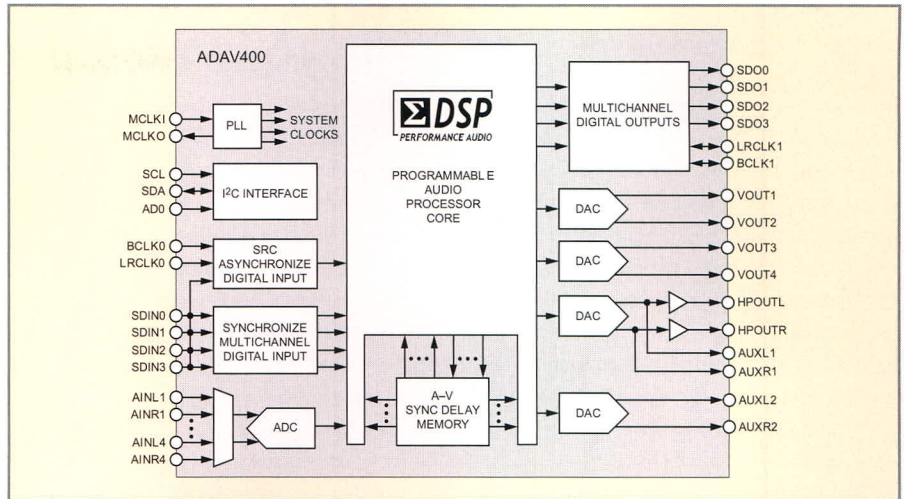 ADAV400
MCLKI
MCLKO
PLL
SYSTEM
CLOCKS
SCL
SDA
AD0
I²C INTERFACE
BCLK0
LRCLK0
SRC
ASYNCHRONIZE
DIGITAL INPUT
SDIN0
SDIN1
SDIN2
SDIN3
SYNCHRONIZE
MULTICHANNEL
DIGITAL INPUT
AINL1
AINR1
AINL4
AINR4
ADC
ΣDSP
PERFORMANCE AUDIO
PROGRAMMABLE
AUDIO
PROCESSOR
CORE
A–V
SYNC DELAY
MEMORY
MULTICHANNEL
DIGITAL OUTPUTS
SDO0
SDO1
SDO2
SDO3
LRCLK1
BCLK1
DAC
VOUT1
VOUT2
DAC
VOUT3
VOUT4
DAC
HPOUTL
HPOUTR
AUXL1
AUXR1
DAC
AUXL2
AUXR2